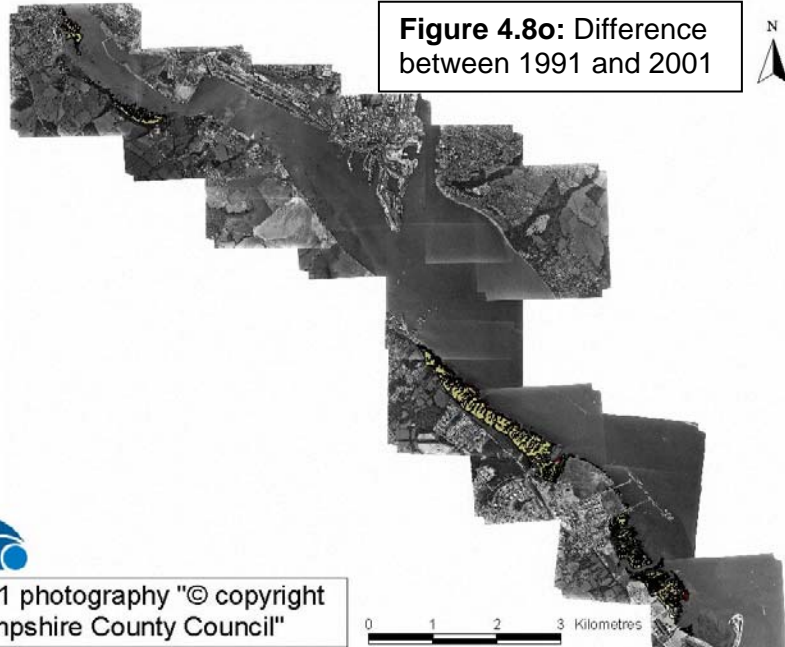 Figure 4.8o: Difference
between 1991 and 2001
N
1 photography "© copyright
mpshire County Council"
0 1 2 3 Kilometres